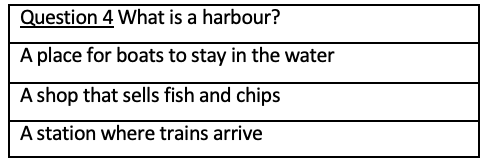 Question 4 What is a harbour?
A place for boats to stay in the water
A shop that sells fish and chips
A station where trains arrive